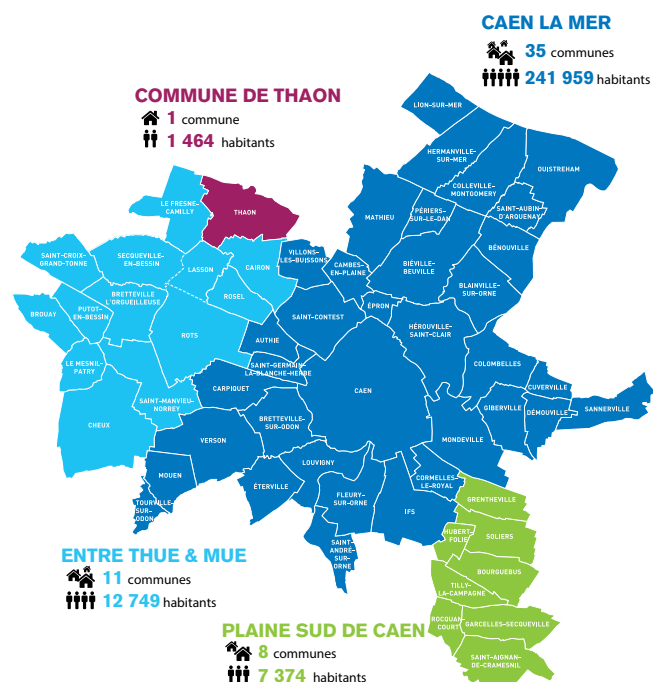 CAEN LA MER
35 communes
241 959 habitants
COMMUNE DE THAON
1 commune
1 464 habitants
LION-SUR-MER
HERMANVILLE-
SUR-MER
OUISTREHAM
COLLEVILLE-
MONTGOMERY
LE FRESNE-
CAMILLY
THAON
MATHIEU
PÉRIERS-
SUR-LE-DAN
SAINT-AUBIN
D'ARQUENAY
BÉNOUVILLE
VILLONS-
LES-BUISSONS
SAINT-CROIX-
GRAND-TONNE
SECQUEVILLE-
EN-BESSIN
LASSON
CAIRON
CAMBES-
EN-PLAINE
BIÉVILLE-
BEUVILLE
BLAINVILLE-
SUR-ORNE
ROSEL
BRETTEVILLE
L'ORGUEILLEUSE
ÉPRON
BROUAY
PUTOT-
EN-BESSIN
SAINT-CONTEST
HÉROUVILLE-
SAINT-CLAIR
ROTS
AUTHIE
LE MESNIL-
PATRY
SAINT-GERMAIN-
LA-BLANCHE-HERBE
COLOMBELLES
CARPIQUET
CAEN
CUVERVILLE
SAINT-MANVIEU-
NORREY
GIBERVILLE
DÉMOUVILLE
SANNERVILLE
CHEUX
BRETTEVILLE-
SUR-ODON
VERSON
MONDEVILLE
LOUVIGNY
MOUEN
ÉTERVILLE
FLEURY-
SUR-ORNE
CORMELLES-
LE-ROYAL
TOURVILLE-
SUR-
ODON
IFS
GRENTHEVILLE
SAINT-
ANDRÉ-
SUR-
ORNE
HUBERT-
FOLIE
SOLIERS
ENTRE THUE & MUE
11 communes
12 749 habitants
BOURGUEBUS
TILLY-
LA-CAMPAGNE
ROCQUAN-
COURT
GARCELLES-SECQUEVILLE
PLAINE SUD DE CAEN
8 communes
7 374 habitants
SAINT-AIGNAN-
DE-CRAMESNIL